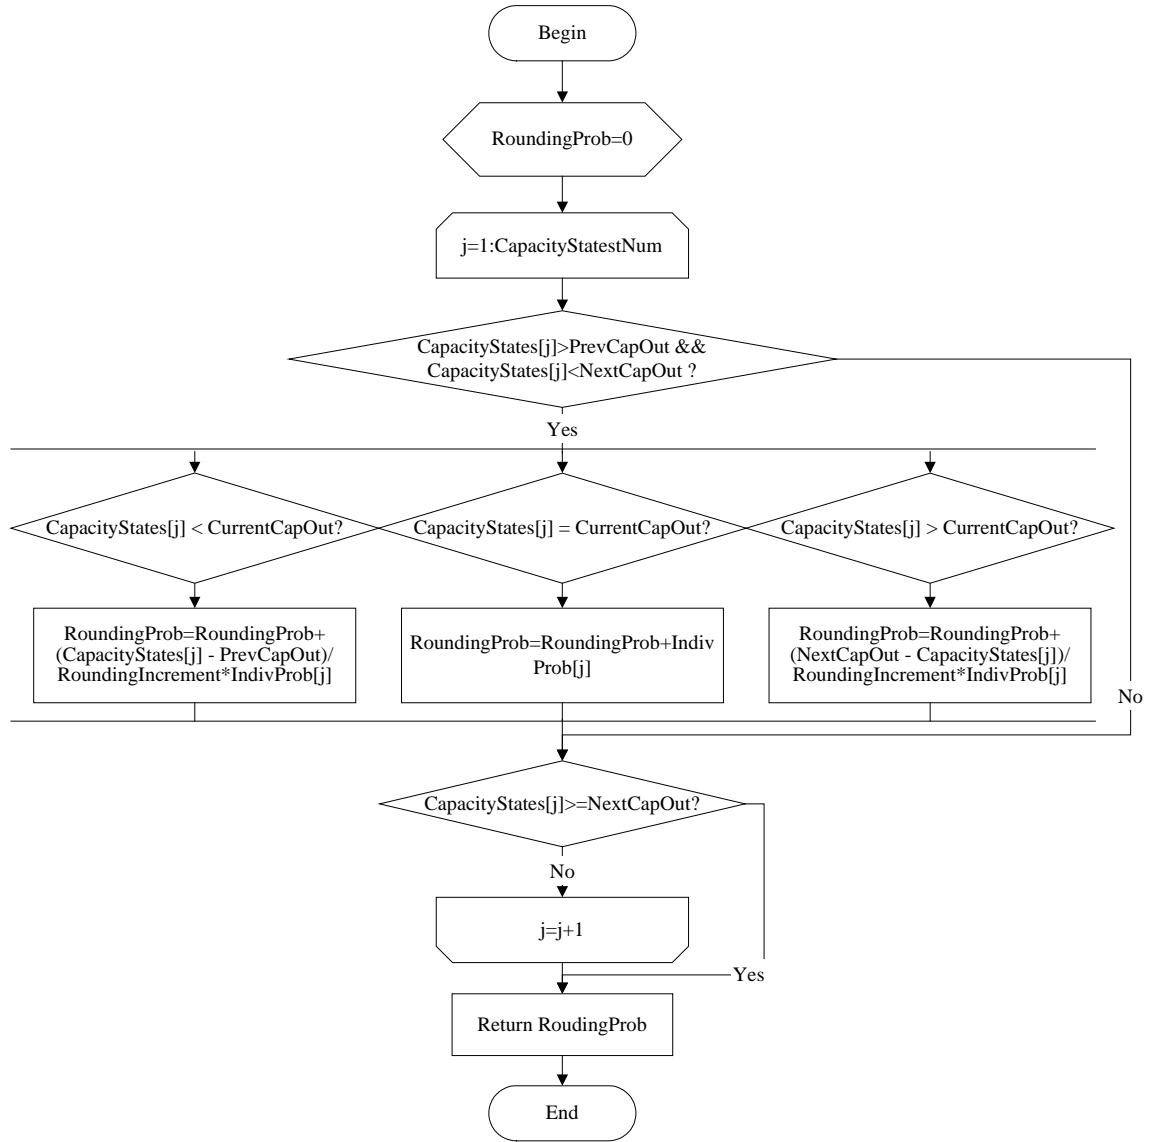 Begin
RoundingProb=0
j=1:CapacityStatestNum
CapacityStates[j]>PrevCapOut &&
CapacityStates[j]<NextCapOut ?
Yes
CapacityStates[j] < CurrentCapOut?
CapacityStates[j] = CurrentCapOut?
CapacityStates[j] > CurrentCapOut?
RoundingProb=RoundingProb+
(CapacityStates[j] - PrevCapOut)/
RoundingIncrement*IndivProb[j]
RoundingProb=RoundingProb+Indiv
Prob[j]
RoundingProb=RoundingProb+
(NextCapOut - CapacityStates[j])/
RoundingIncrement*IndivProb[j]
No
CapacityStates[j]>=NextCapOut?
No
j=j+1
Yes
Return RoudingProb
End